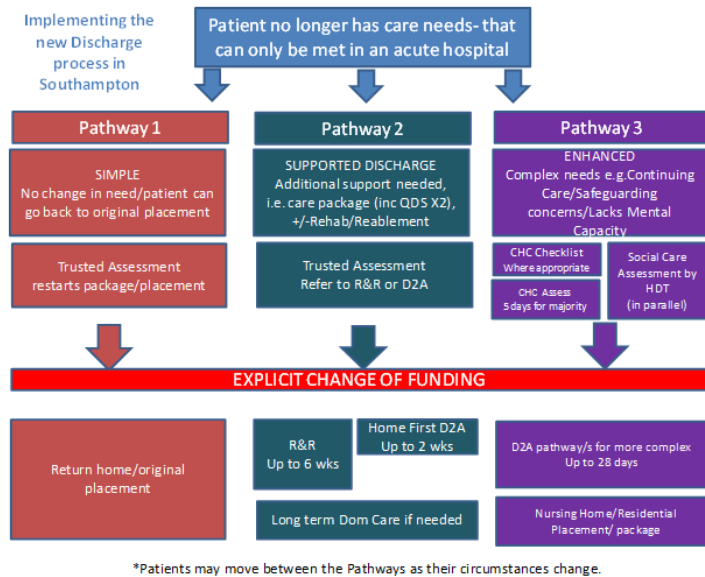 Implementing the
new Discharge
process in
Southampton
Patient no longer has care needs- that
can only be met in an acute hospital
Pathway 1
Pathway 2
Pathway 3
SIMPLE
No change in need/patient can
go back to original placement
SUPPORTED DISCHARGE
Additional support needed,
i.e. care package (inc QDS X2),
+/-Rehab/Reablement
ENHANCED
Complex needs e.g.Continuing
Care/Safeguarding
concerns/Lacks Mental
Capacity
Trusted Assessment
restarts package/placement
Trusted Assessment
Refer to R&R or D2A
CHC Checklist
Where appropriate
CHC Assess
5 days for majority
Social Care
Assessment by
HDT
(in parallel)
EXPLICIT CHANGE OF FUNDING
Return home/original
placement
R&R
Up to 6 wks
Home First D2A
Up to 2 wks
Long term Dom Care if needed
D2A pathway/s for more complex
Up to 28 days
Nursing Home/Residential
Placement/ package
*Patients may move between the Pathways as their circumstances change.